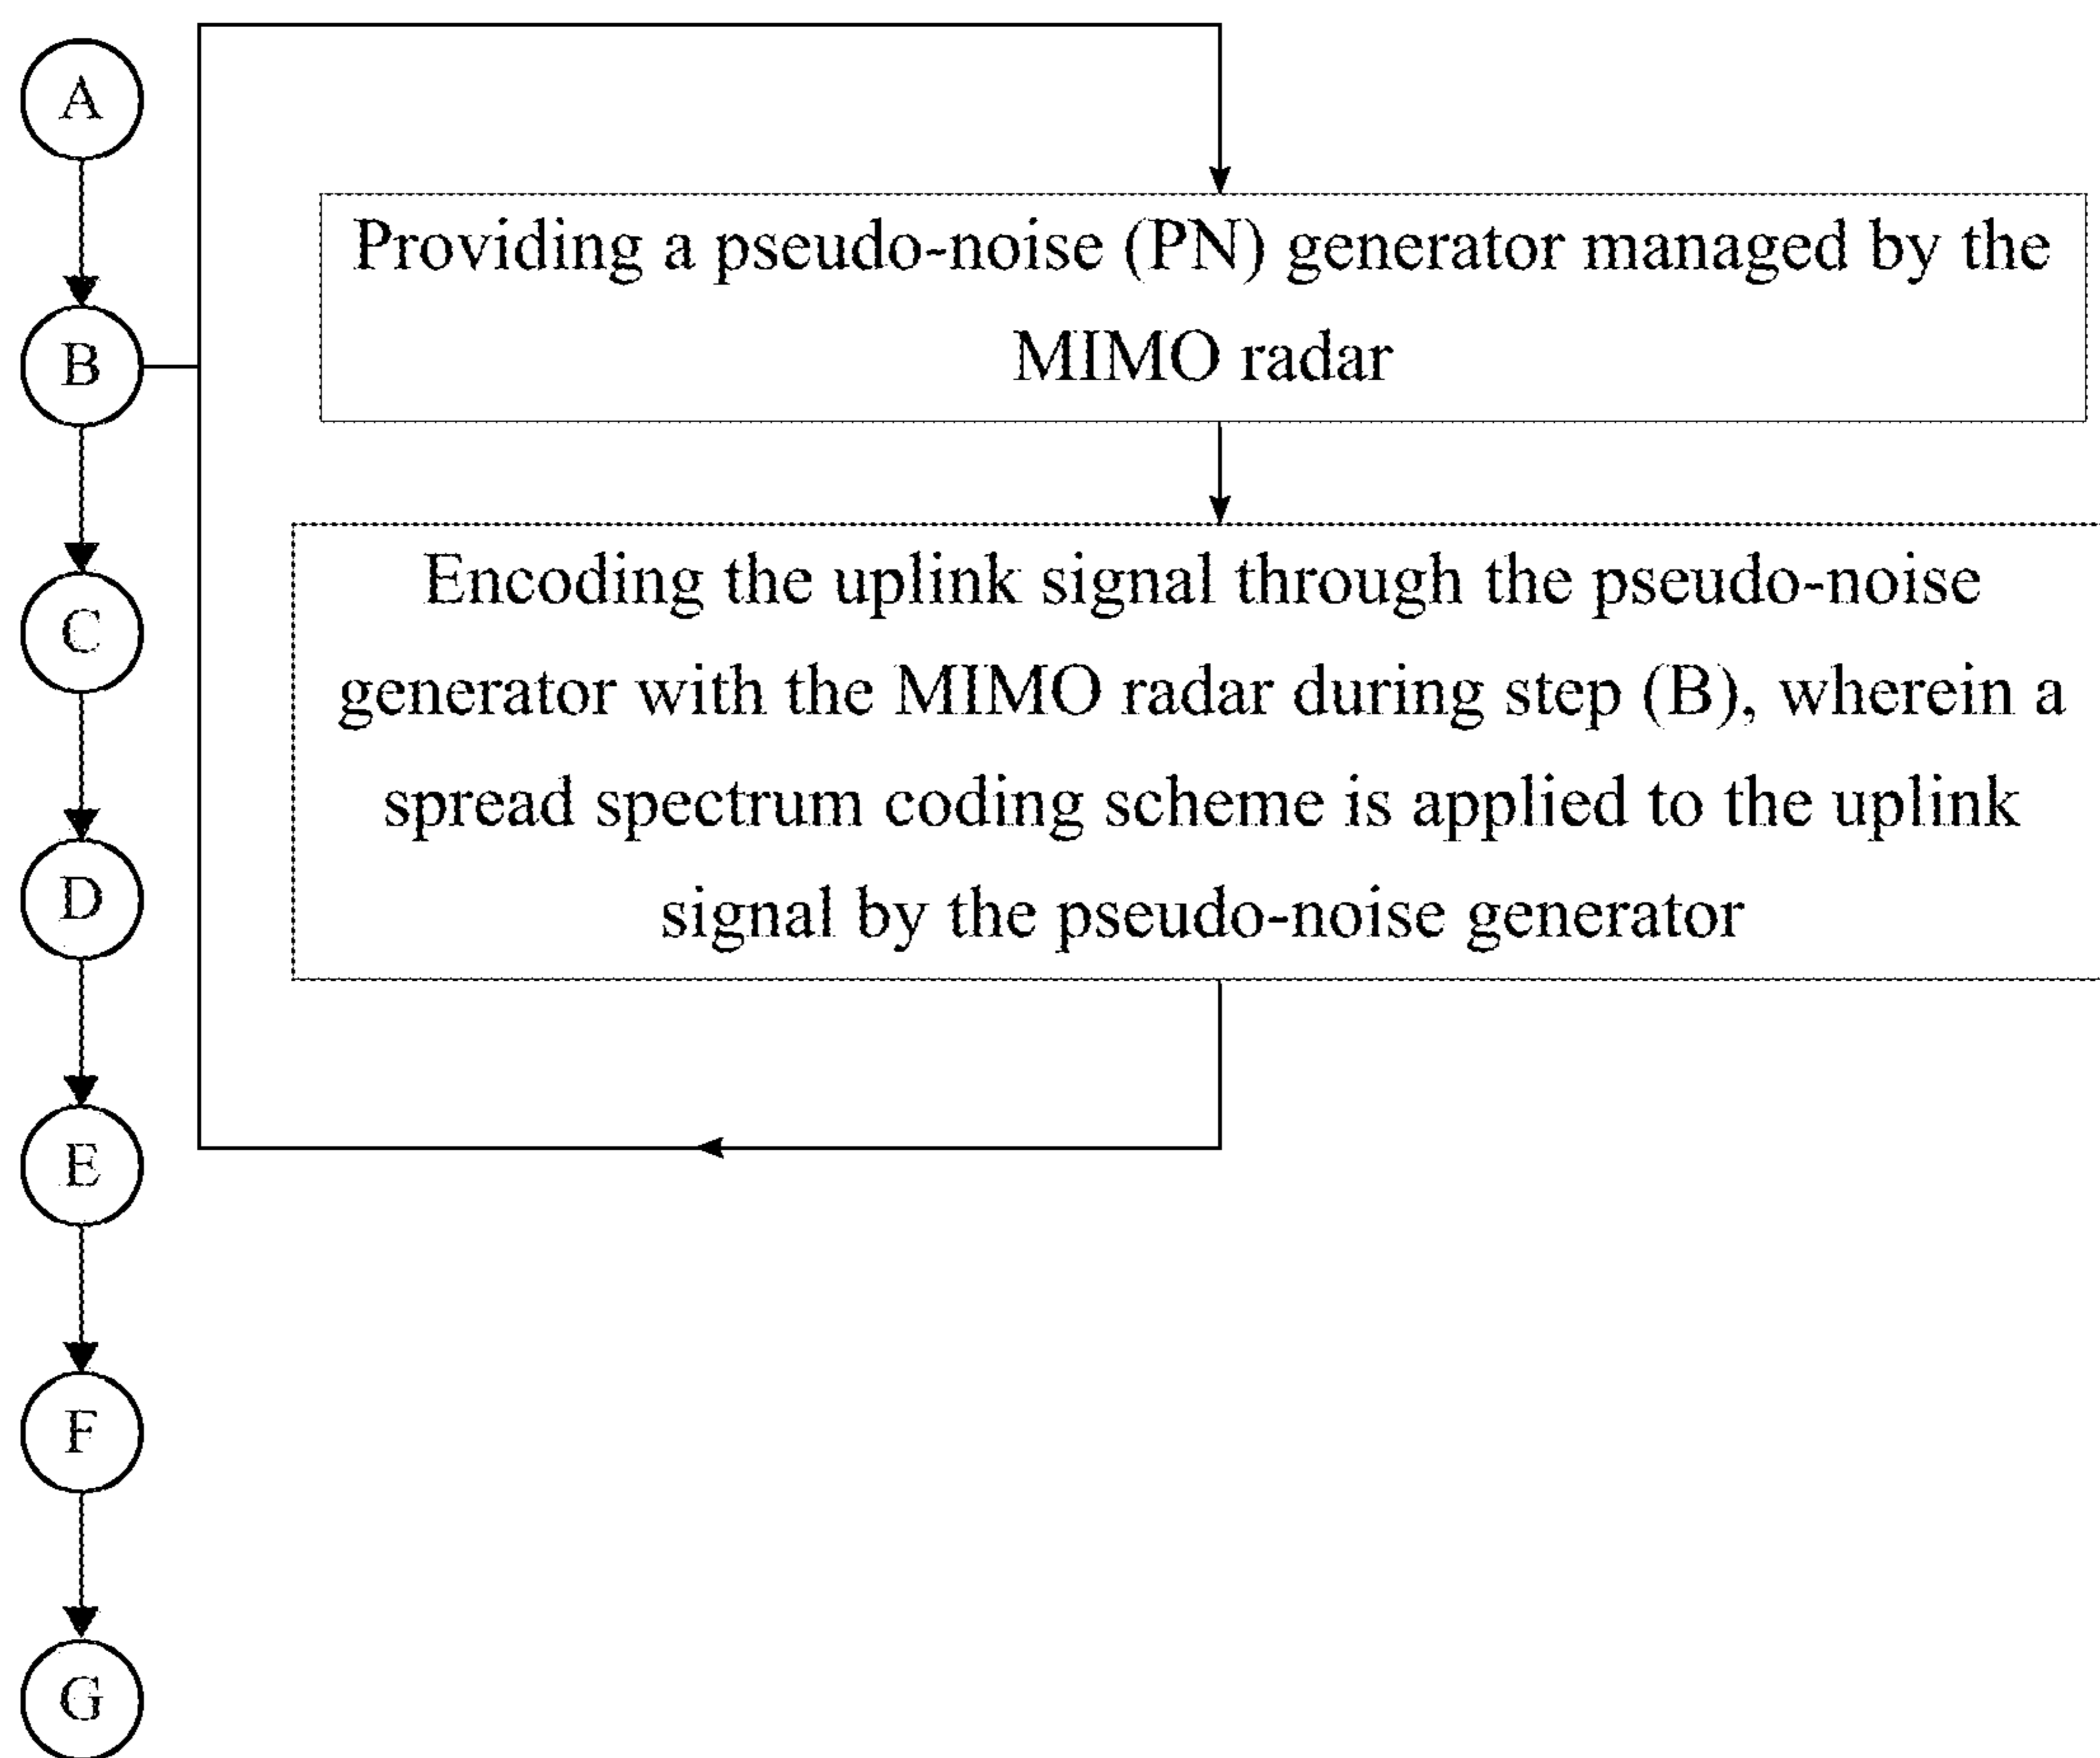 A
B
C
D
E
F
G
Providing a pseudo-noise (PN) generator managed by the
MIMO radar
Encoding the uplink signal through the pseudo-noise
generator with the MIMO radar during step (B), wherein a
spread spectrum coding scheme is applied to the uplink
signal by the pseudo-noise generator